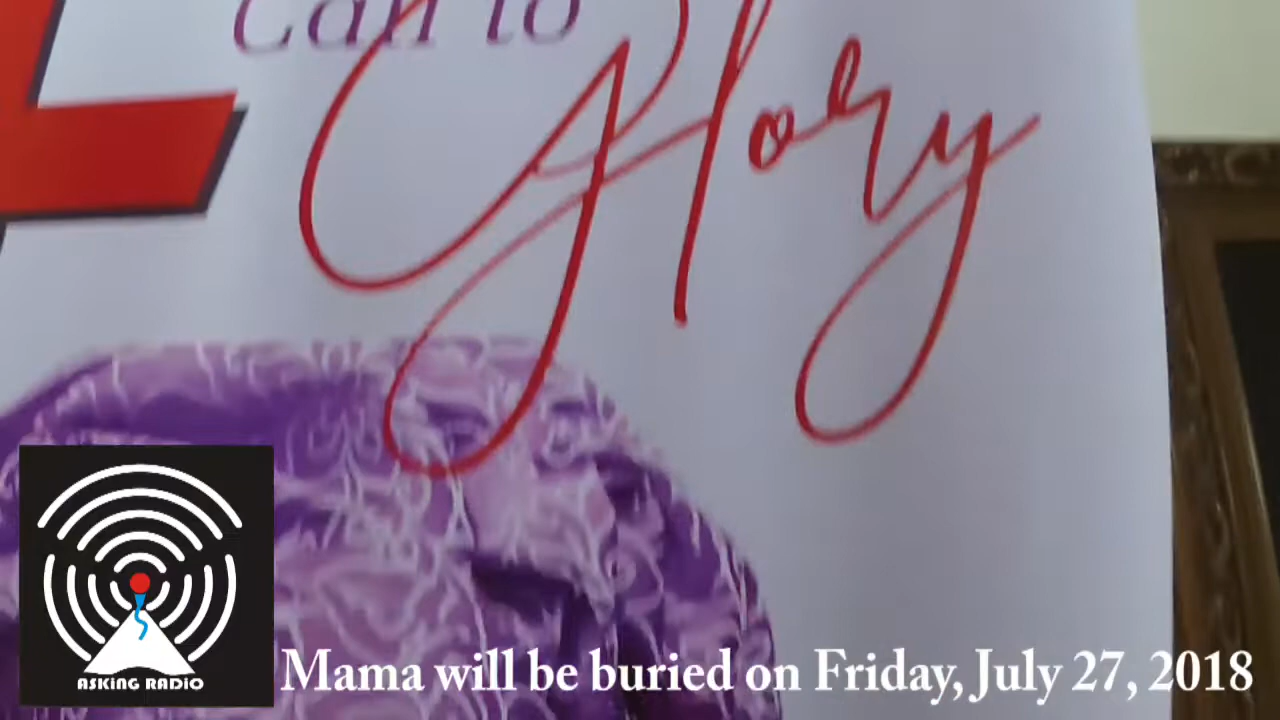 Call to
Glory
Mama will be buried on Friday, July 27, 2018
ASKING RADIO